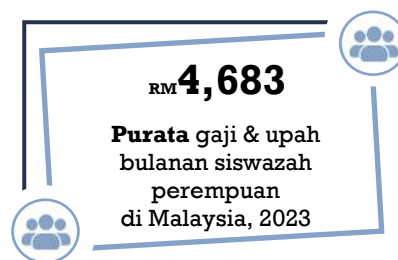 RM4,683
Purata gaji & upah
bulanan siswazah
perempuan
di Malaysia, 2023